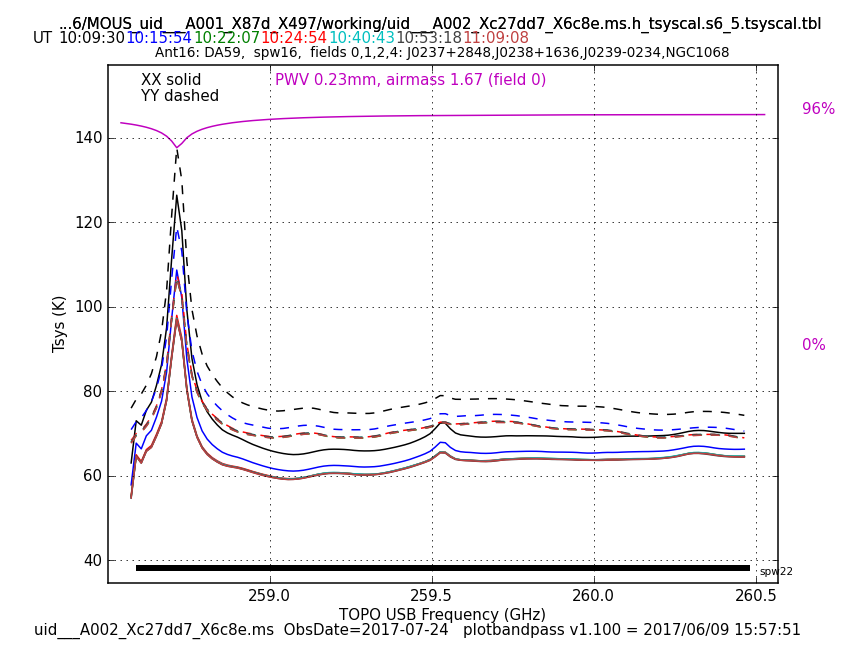 ...6/MOUS_uid___A001_X87d_X497/working/uid___A002_Xc27dd7_X6c8e.ms.h_tsyscal.s6_5.tsyscal.tbl
UT 10:09:30 10:15:54 10:22:07 10:24:54 10:40:43 10:53:18 11:09:08
Ant16: DA59, spw16, fields 0,1,2,4: J0237+2848,J0238+1636,J0239-0234,NGC1068
XX solid
PWV 0.23mm, airmass 1.67 (field 0)
YY dashed
96%
140
120
100
80
60
40
Tsys (K)
0%
spw22
259.0 259.5 260.0 260.5
TOPO USB Frequency (GHz)
uid___A002_Xc27dd7_X6c8e.ms ObsDate=2017-07-24 plotbandpass v1.100 = 2017/06/09 15:57:51